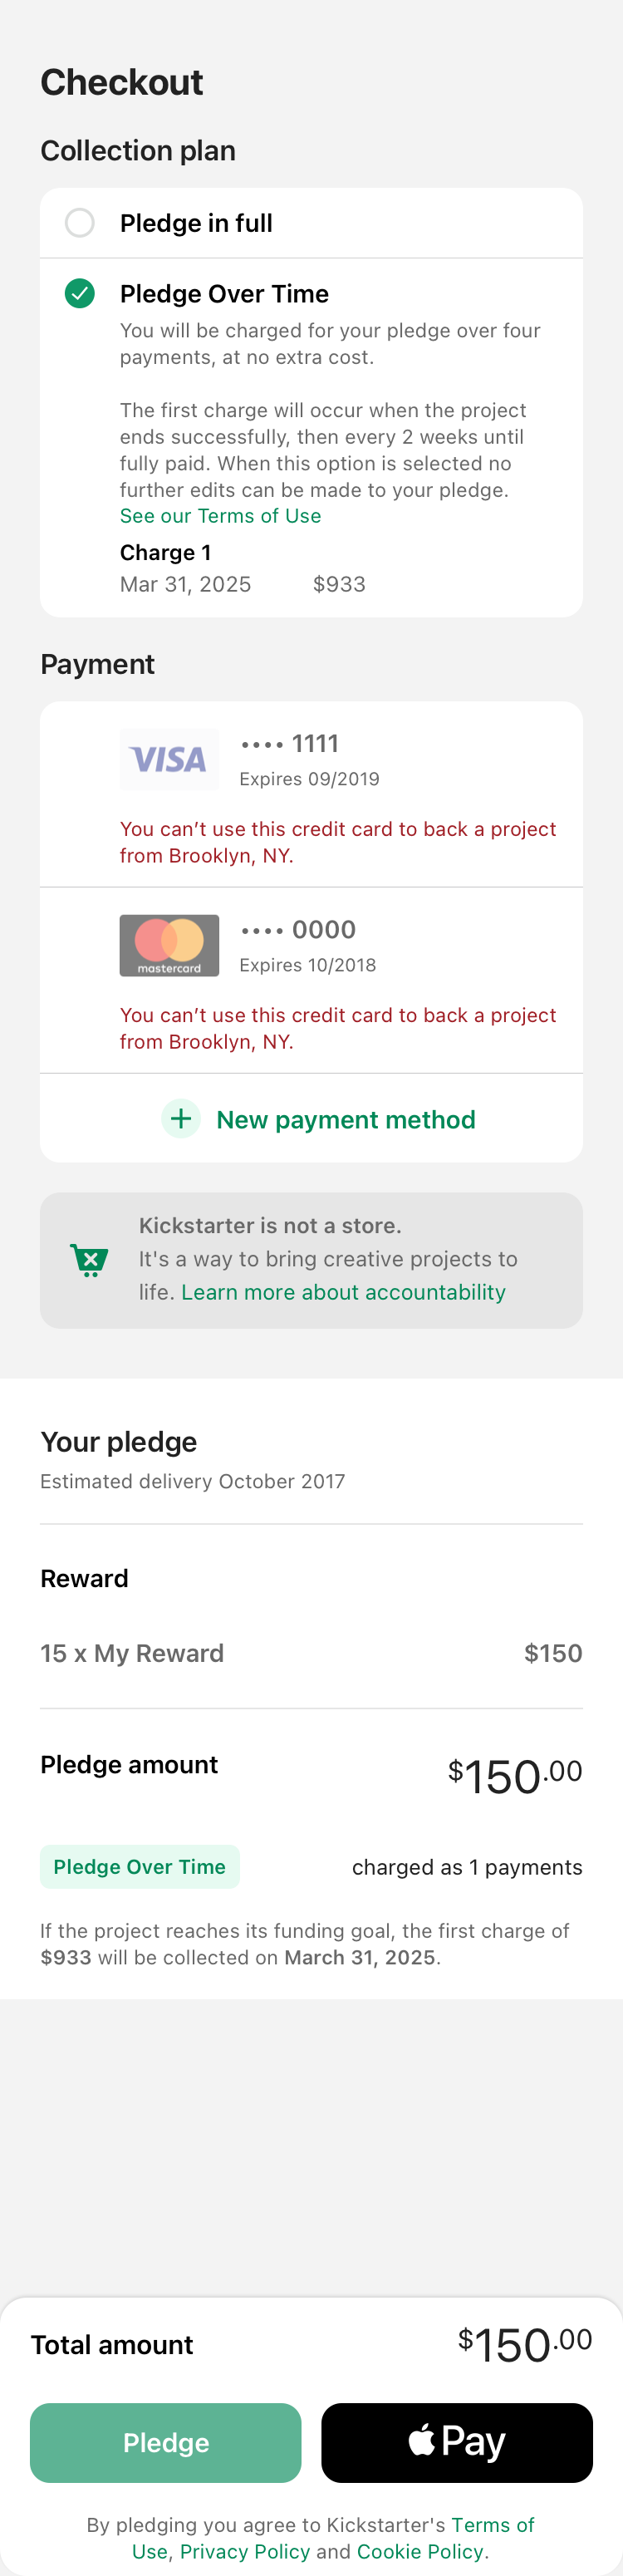 Checkout
Collection plan
Pledge in full
Pledge Over Time
You will be charged for your pledge over four
payments, at no extra cost.
The first charge will occur when the project
ends successfully, then every 2 weeks until
fully paid. When this option is selected no
further edits can be made to your pledge.
See our Terms of Use
Charge 1
Mar 31, 2025 $933
Payment
VISA •••• 1111
Expires 09/2019
You can’t use this credit card to back a project
from Brooklyn, NY.
mastercard •••• 0000
Expires 10/2018
You can’t use this credit card to back a project
from Brooklyn, NY.
New payment method
Kickstarter is not a store.
It's a way to bring creative projects to
life. Learn more about accountability
Your pledge
Estimated delivery October 2017
Reward
15 x My Reward $150
Pledge amount $150.00
Pledge Over Time charged as 1 payments
If the project reaches its funding goal, the first charge of
$933 will be collected on March 31, 2025.
Total amount $150.00
Pledge Pay
By pledging you agree to Kickstarter's Terms of
Use, Privacy Policy and Cookie Policy.